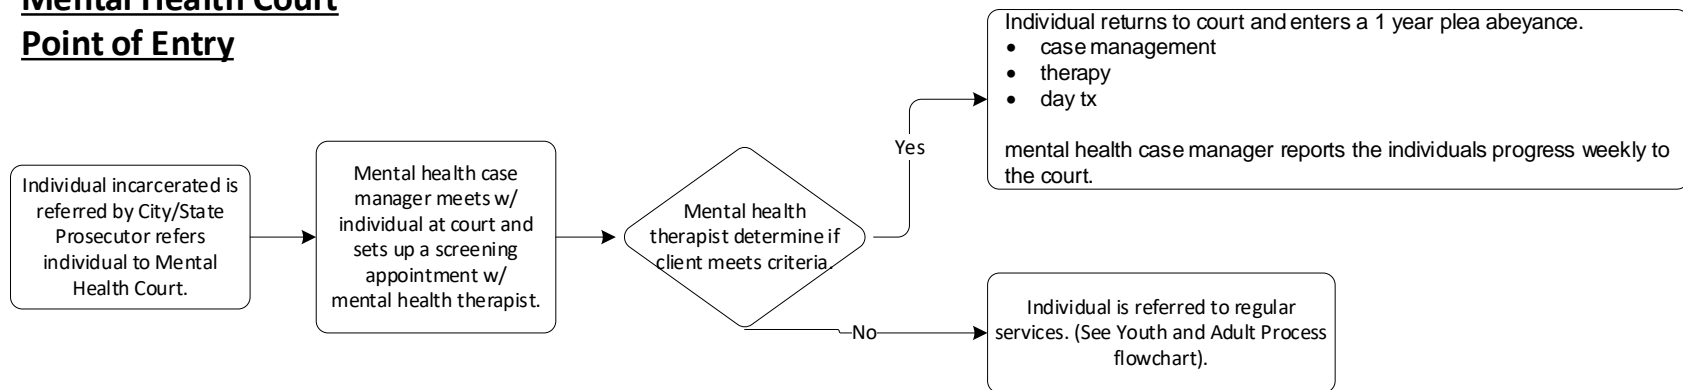 Mental Health Court
Point of Entry
Individual incarcerated is
referred by City/State
Prosecutor refers
individual to Mental
Health Court.
Mental health case
manager meets w/
individual at court and
sets up a screening
appointment w/
mental health therapist.
Mental health
therapist determine if
client meets criteria.
Yes
Individual returns to court and enters a 1 year plea abeyance.
• case management
• therapy
• day tx
mental health case manager reports the individuals progress weekly to
the court.
No
Individual is referred to regular
services. (See Youth and Adult Process
flowchart).